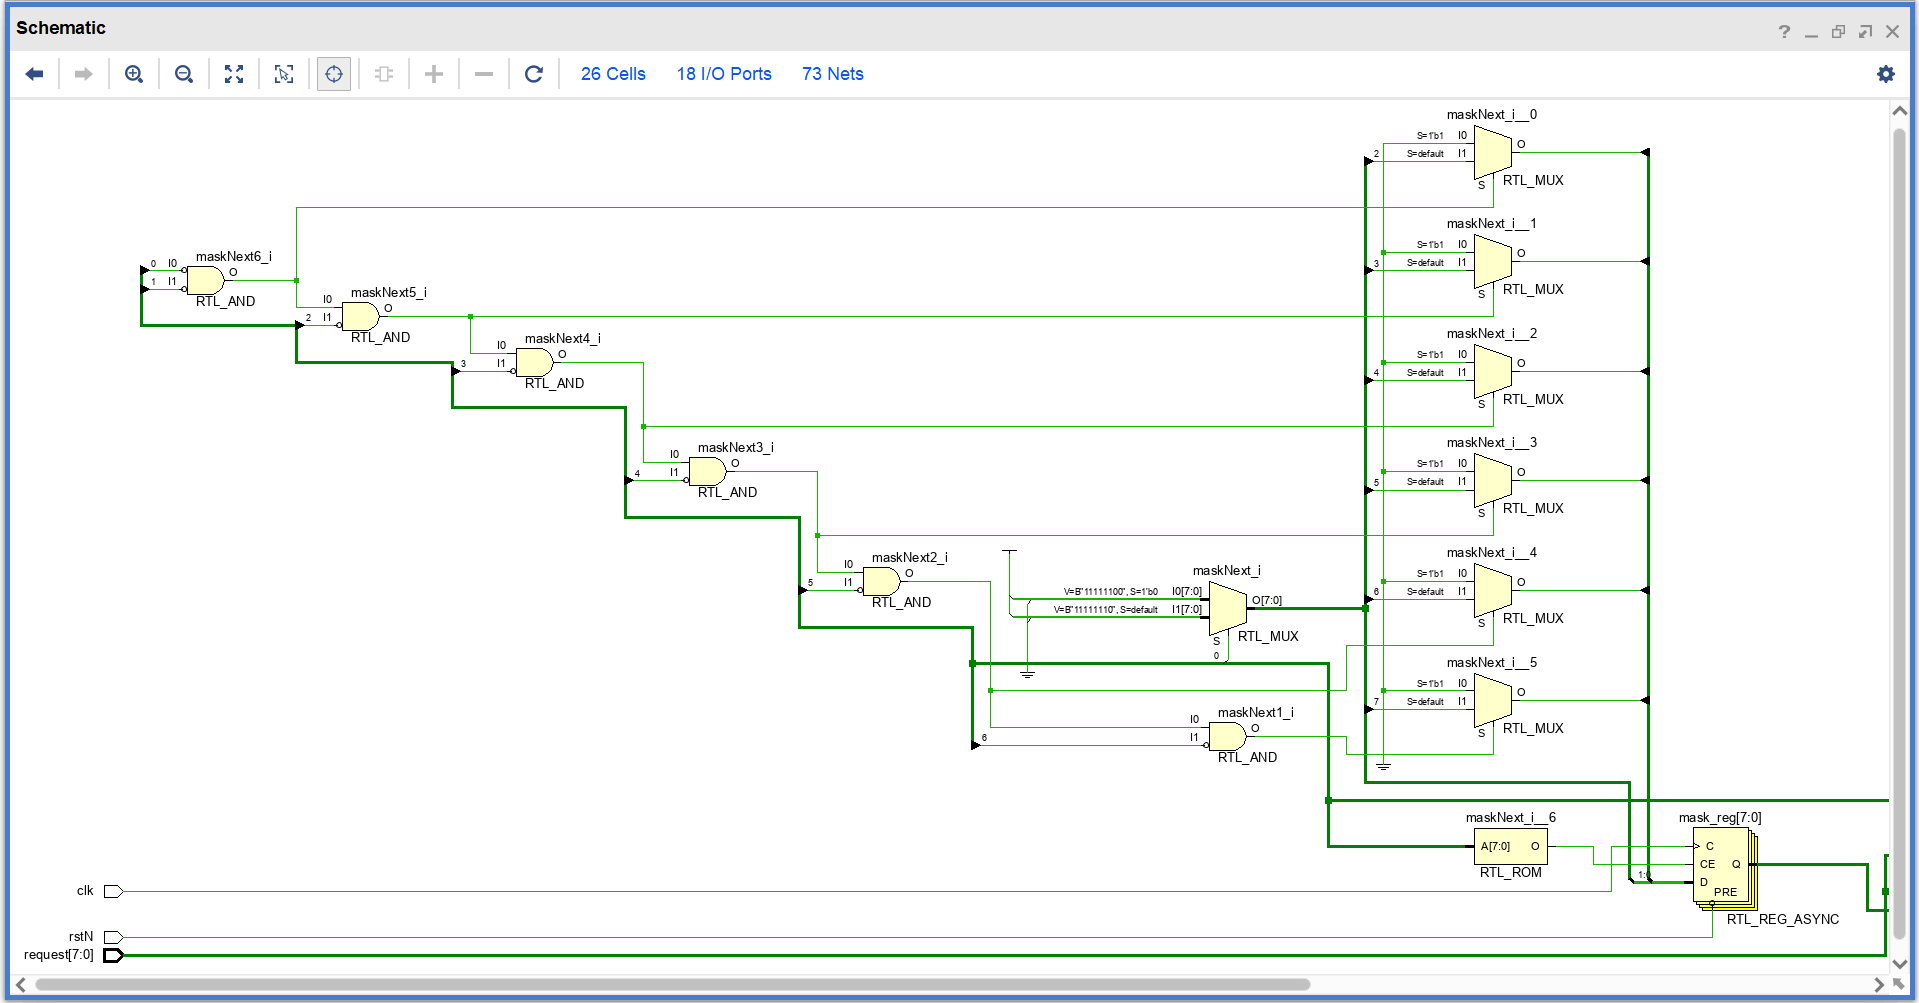 Schematic
?
26 Cells 18 I/O Ports 73 Nets
maskNext_i__0
S=1'b1 I0
2 S=default I1
O
S RTL_MUX
maskNext_i__1
S=1'b1 I0
3 S=default I1
O
S RTL_MUX
maskNext6_i
0 I0
1 I1
O
RTL_AND
maskNext5_i
I0
2 I1
O
RTL_AND
maskNext4_i
I0
3 I1
O
RTL_AND
maskNext_i__2
S=1'b1 I0
4 S=default I1
O
S RTL_MUX
maskNext3_i
I0
4 I1
O
RTL_AND
maskNext_i__3
S=1'b1 I0
5 S=default I1
O
S RTL_MUX
maskNext2_i
I0
5 I1
O
RTL_AND
maskNext_i
V=B"11111100", S=1'b0 I0[7:0]
V=B"11111110", S=default I1[7:0]
O[7:0]
S RTL_MUX
0
maskNext_i__4
S=1'b1 I0
6 S=default I1
O
S RTL_MUX
maskNext_i__5
S=1'b1 I0
7 S=default I1
O
S RTL_MUX
maskNext1_i
I0
6 I1
O
RTL_AND
maskNext_i__6
A[7:0] O
RTL_ROM
mask_reg[7:0]
C
CE Q
D
PRE
RTL_REG_ASYNC
clk
rstN
request[7:0]